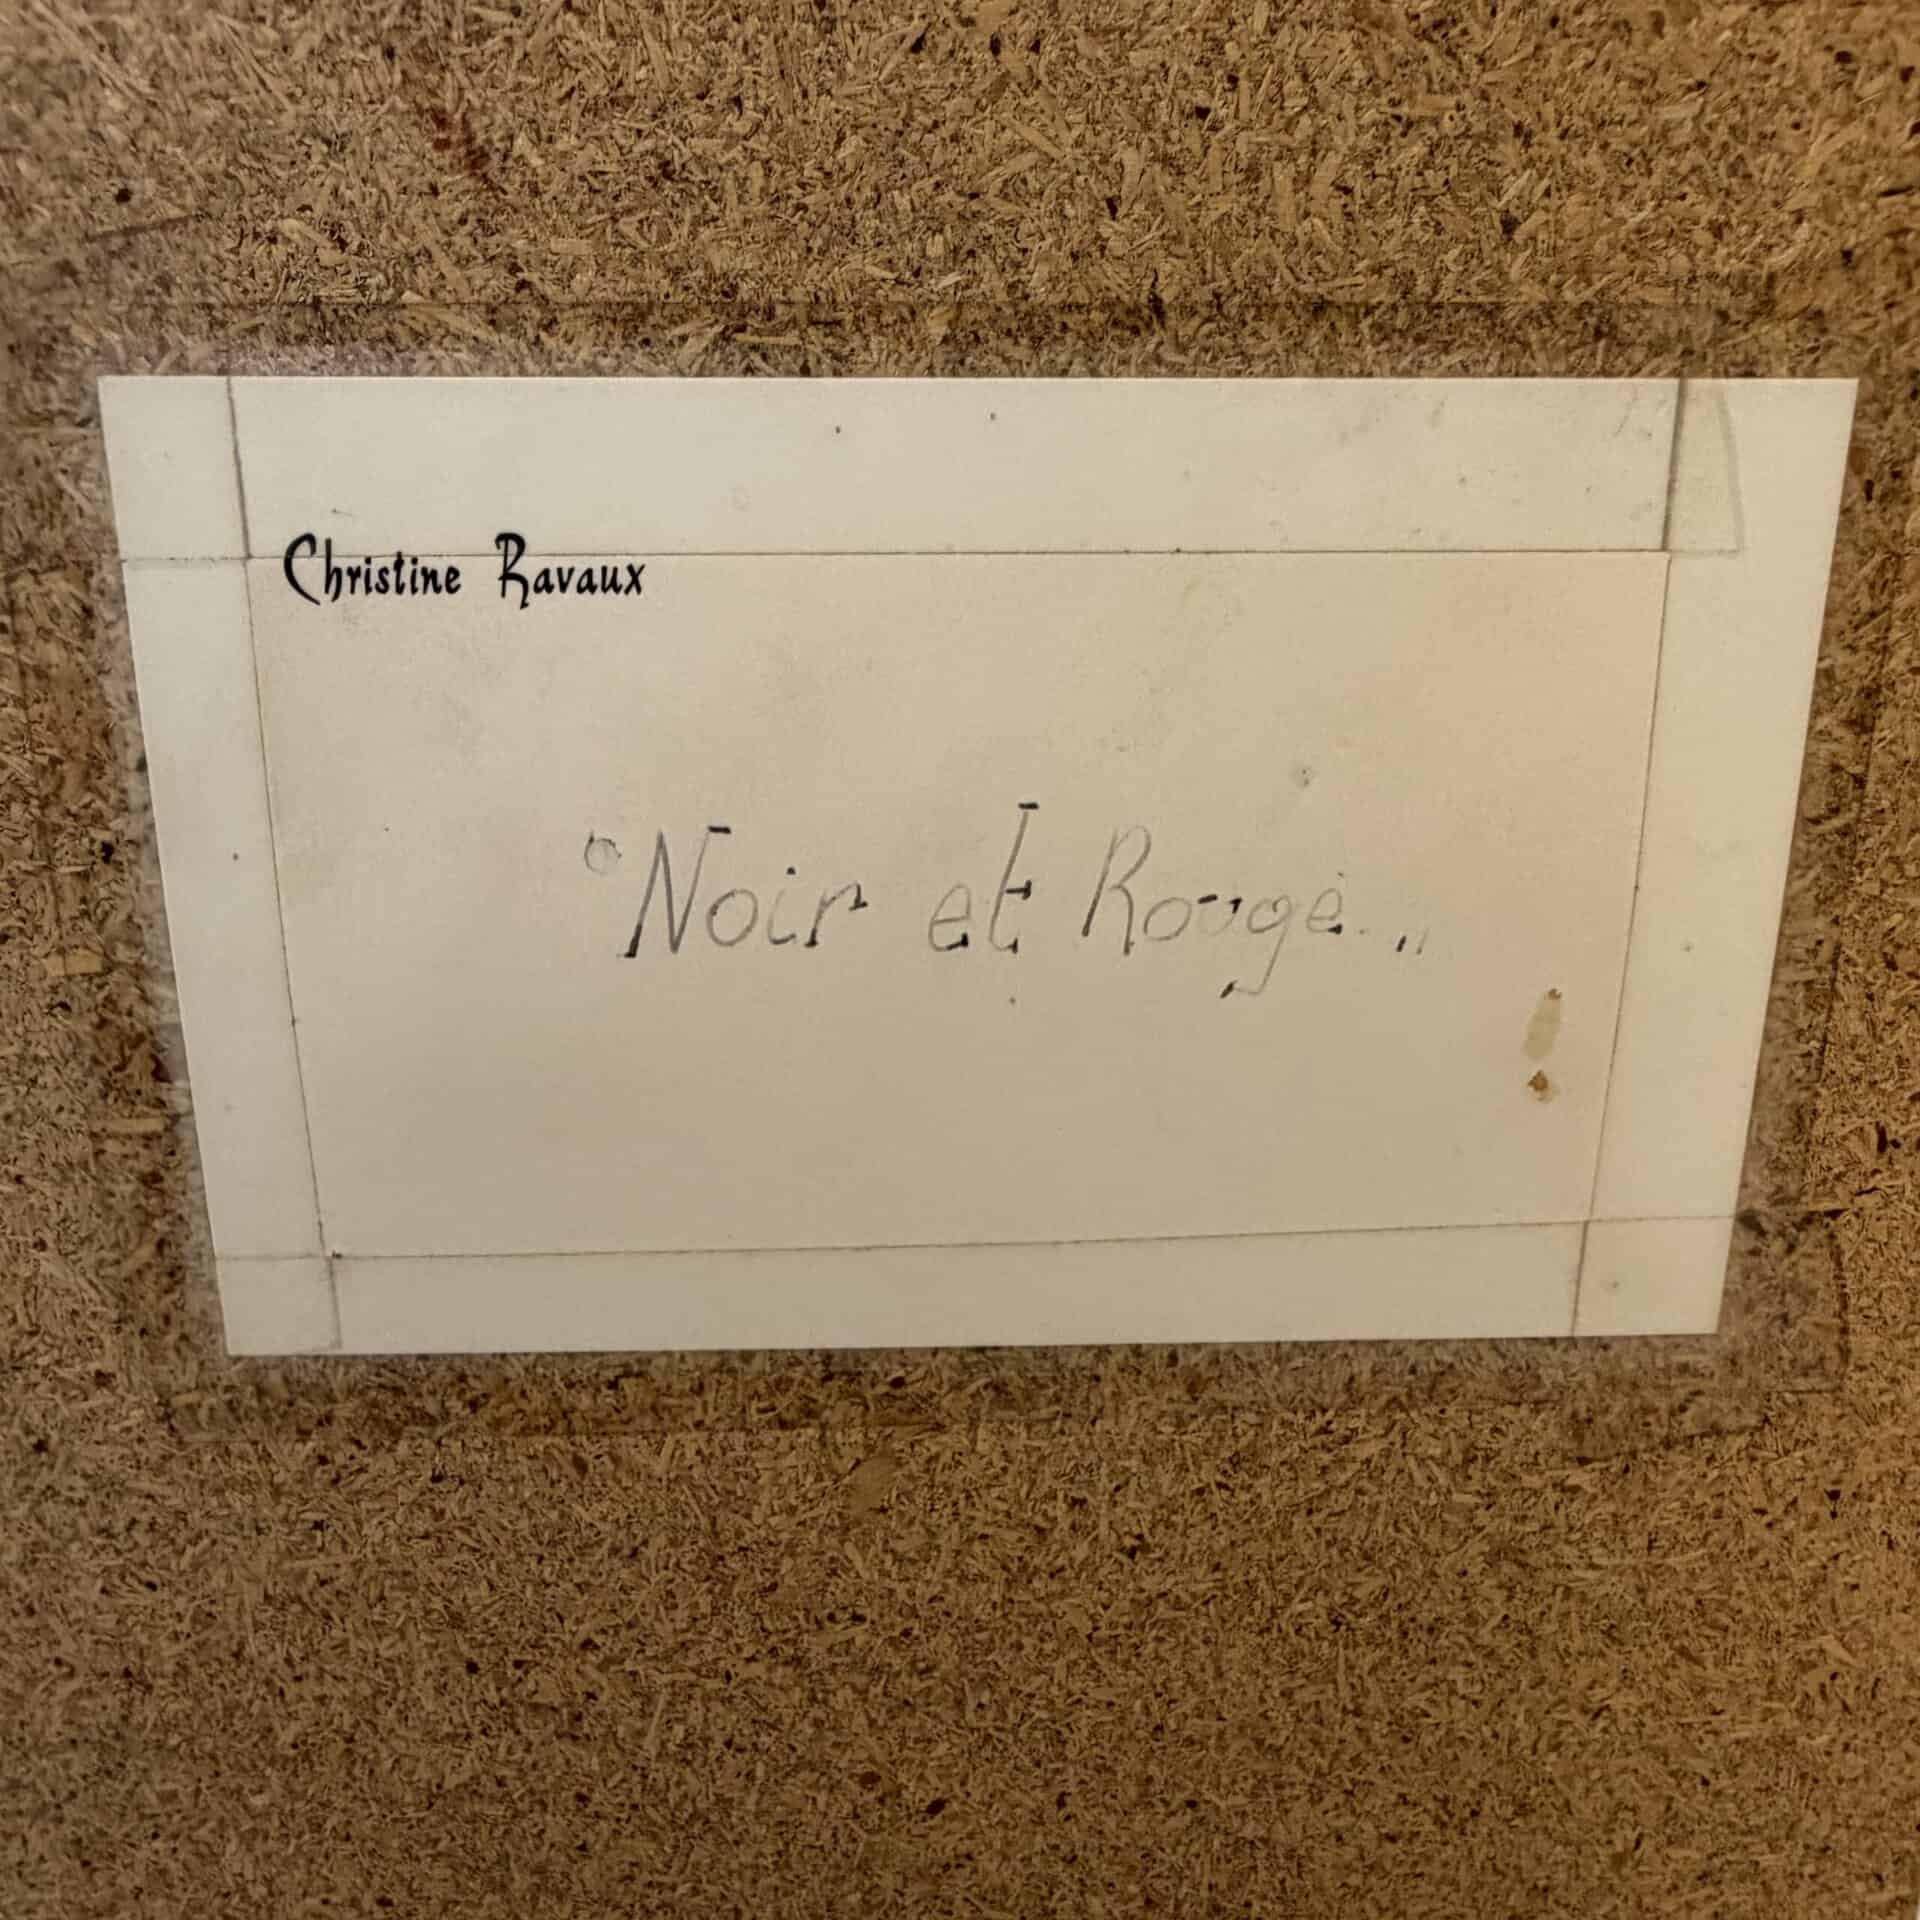 Christine Ravaux
"Noir et Rouge. „